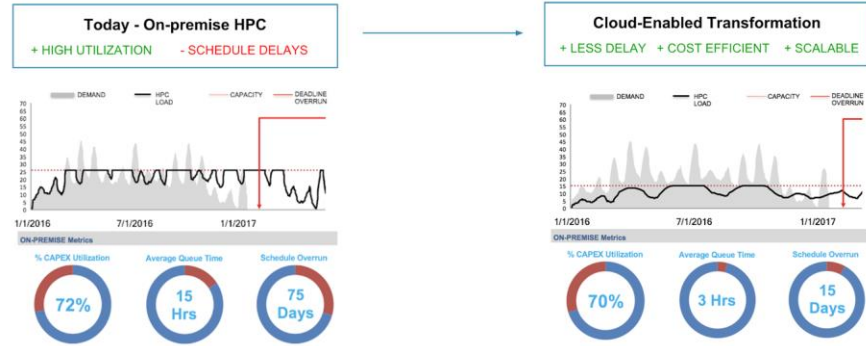 Today - On-premise HPC
+ HIGH UTILIZATION - SCHEDULE DELAYS
DEMAND HPC LOAD CAPACITY DEADLINE OVERRUN
70
65
60
55
50
45
40
35
30
25
20
15
10
5
0
1/1/2016 7/1/2016 1/1/2017
ON-PREMISE Metrics
% CAPEX Utilization Average Queue Time Schedule Overrun
72% 15 Hrs 75 Days
Cloud-Enabled Transformation
+ LESS DELAY + COST EFFICIENT + SCALABLE
DEMAND HPC LOAD CAPACITY DEADLINE OVERRUN
70
65
60
55
50
45
40
35
30
25
20
15
10
5
0
1/1/2016 7/1/2016 1/1/2017
ON-PREMISE Metrics
% CAPEX Utilization Average Queue Time Schedule Overrun
70% 3 Hrs 15 Days